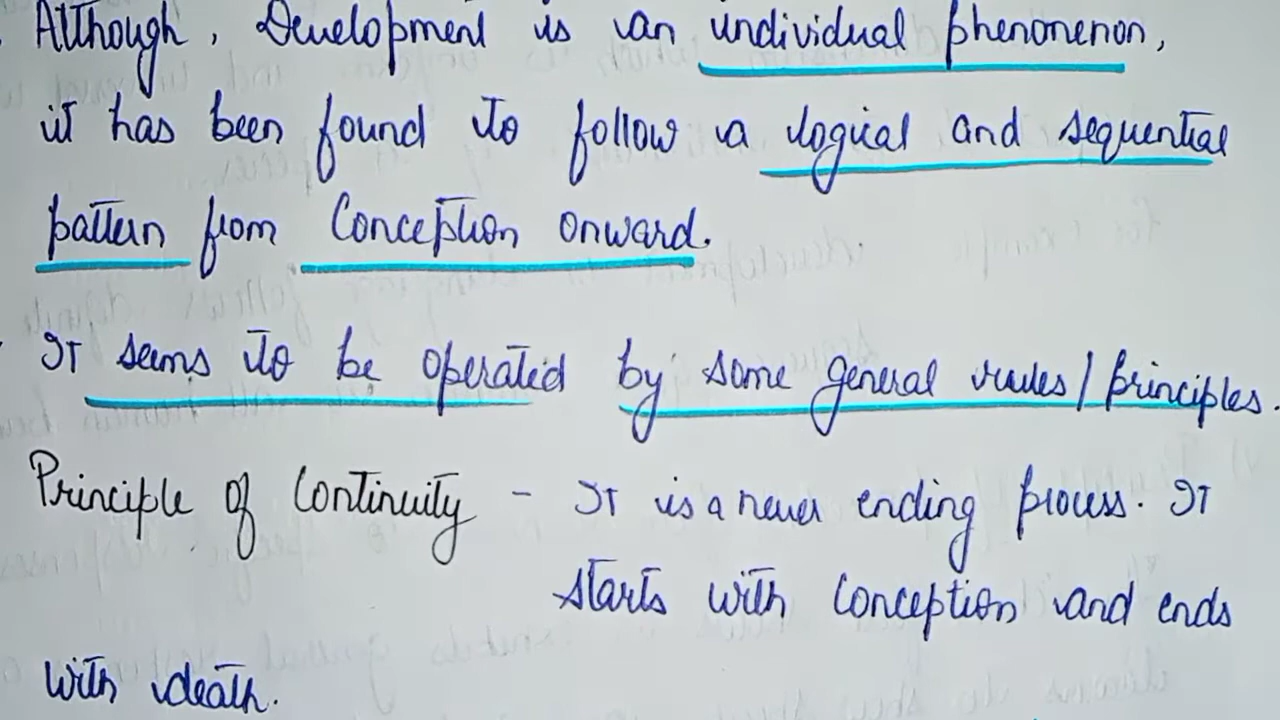 Although, Development is an individual phenomenon,
it has been found to follow a logical and sequential
pattern from Conception onward.
It seems to be operated by some general rules/principles.
Principle of Continuity - It is a never ending process. It
starts with Conception and ends
with death.